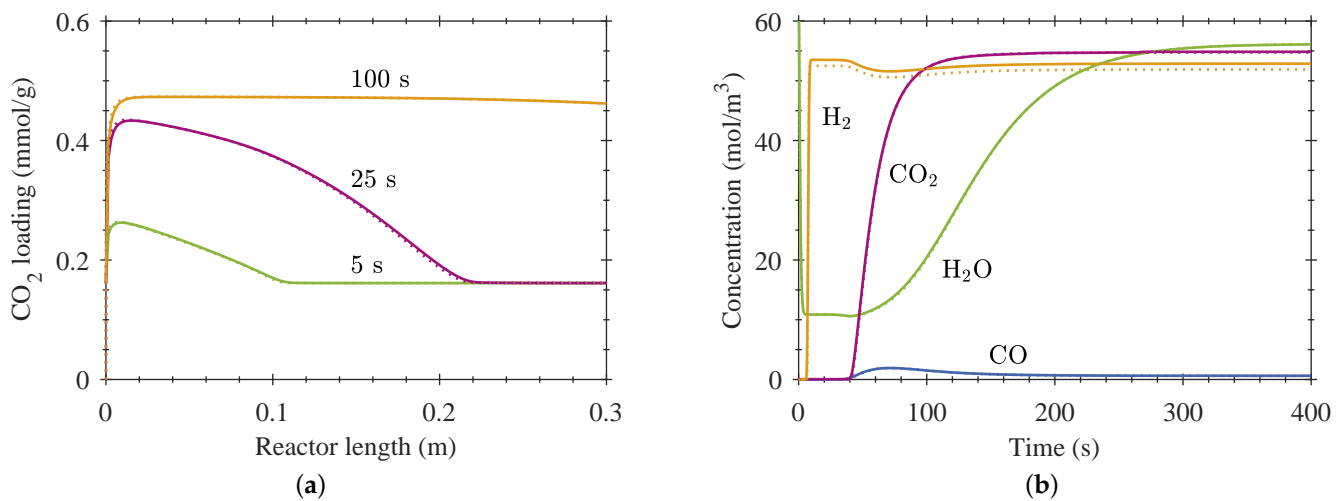 0.6
0.4
0.2
0
CO2 loading (mmol/g)
100 s
25 s
5 s
0 0.1 0.2 0.3
Reactor length (m)
(a)
60
40
20
0
Concentration (mol/m³)
H2
CO2
H2O
CO
0 100 200 300 400
Time (s)
(b)